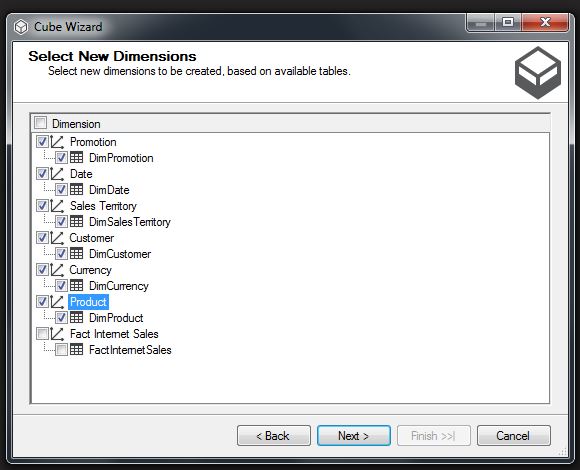 Cube Wizard
Select New Dimensions
Select new dimensions to be created, based on available tables.
Dimension
Promotion
DimPromotion
Date
DimDate
Sales Territory
DimSalesTerritory
Customer
DimCustomer
Currency
DimCurrency
Product
DimProduct
Fact Internet Sales
FactInternetSales
< Back Next > Finish >>| Cancel